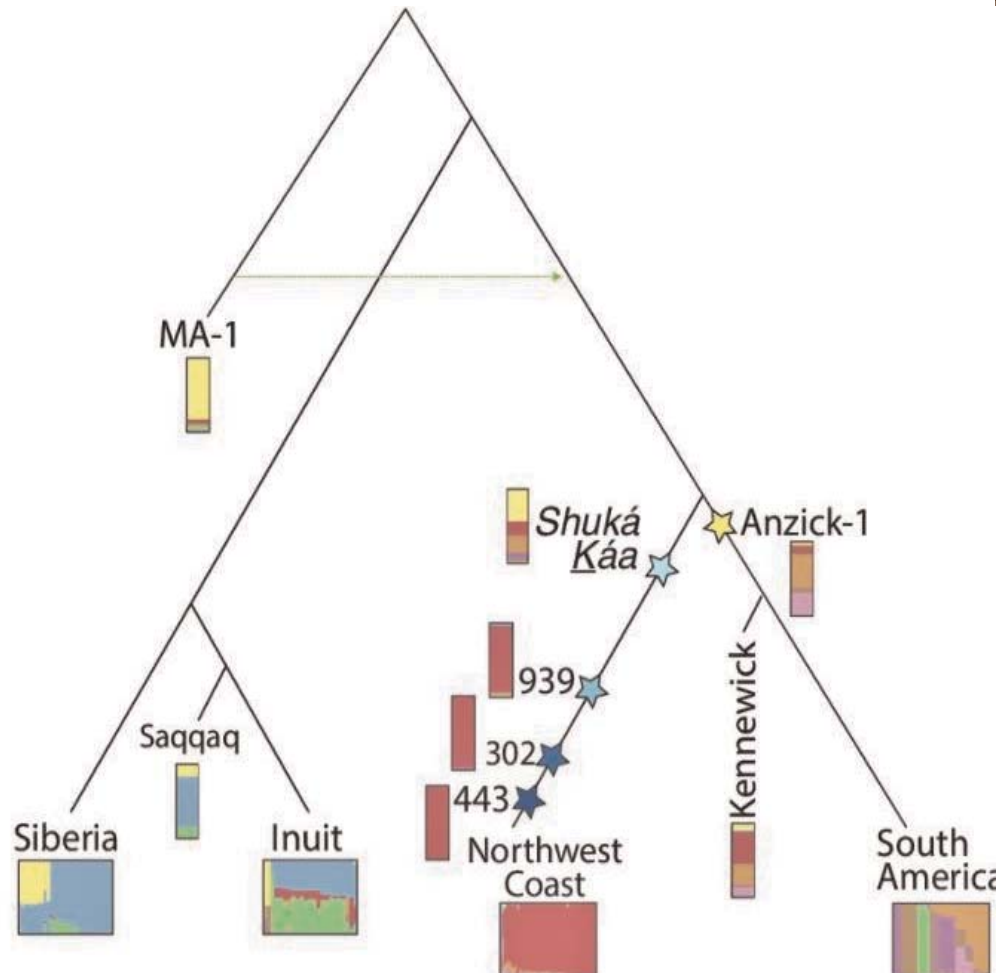 MA-1
Shuká
Káa
Anzick-1
939
302
443
Kennewick
Saqqaq
Siberia
Inuit
Northwest
Coast
South
America